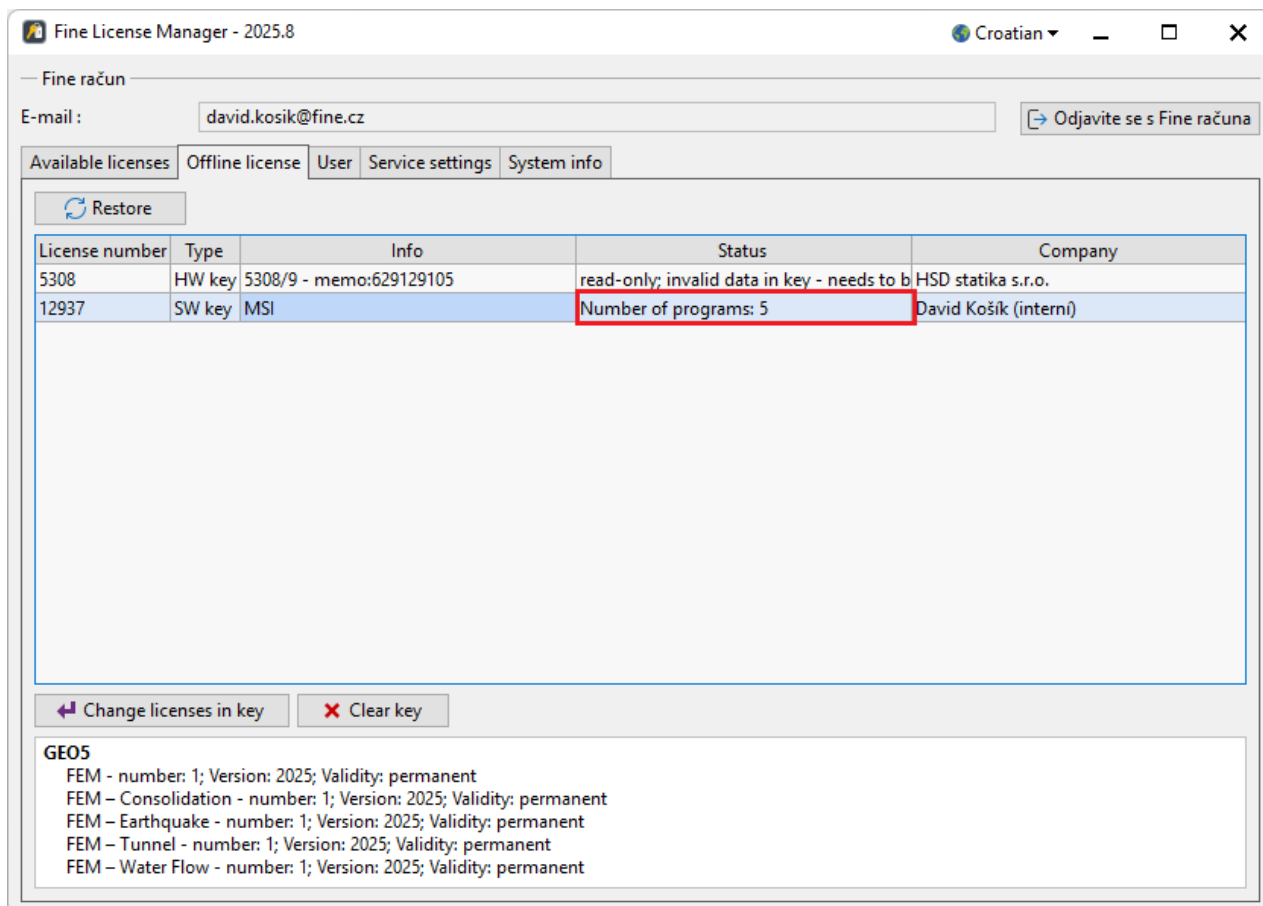 Fine License Manager - 2025.8 Croatian
Fine račun
E-mail : david.kosik@fine.cz Odjavite se s Fine računa
Available licenses Offline license User Service settings System info
Restore
License number Type Info Status Company
5308 HW key 5308/9 - memo:629129105 read-only; invalid data in key - needs to b HSD statika s.r.o.
12937 SW key MSI Number of programs: 5 David Košík (interní)
Change licenses in key Clear key
GEO5
FEM - number: 1; Version: 2025; Validity: permanent
FEM – Consolidation - number: 1; Version: 2025; Validity: permanent
FEM – Earthquake - number: 1; Version: 2025; Validity: permanent
FEM – Tunnel - number: 1; Version: 2025; Validity: permanent
FEM – Water Flow - number: 1; Version: 2025; Validity: permanent